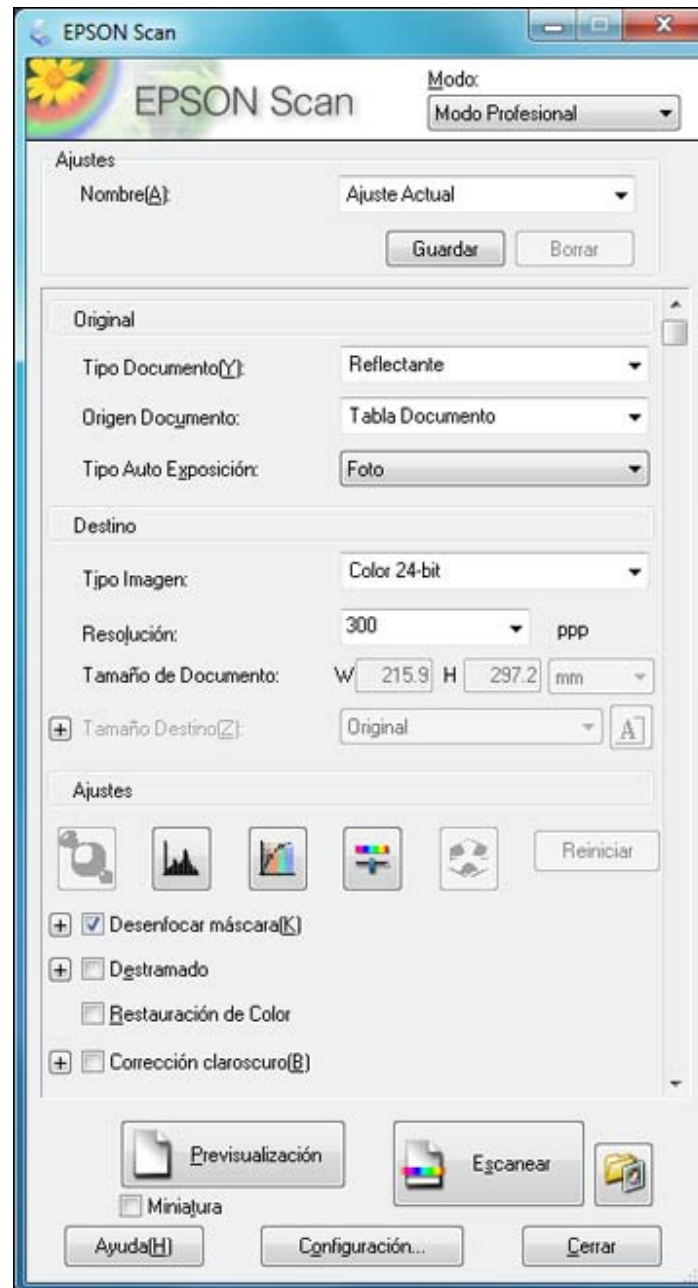 EPSON Scan
EPSON Scan
Modo:
Modo Profesional
Ajustes
Nombre(A): Ajuste Actual
Guardar Borrar
Original
Tipo Documento(Y): Reflectante
Origen Documento: Tabla Documento
Tipo Auto Exposición: Foto
Destino
Tipo Imagen: Color 24-bit
Resolución: 300 ppp
Tamaño de Documento: W 215.9 H 297.2 mm
Tamaño Destino(Z): Original A
Ajustes
Reiniciar
Desenfocar máscara(K)
Destramado
Restauración de Color
Corrección claroscuro(B)
Previsualización Escanear
Miniatura
Ayuda(H) Configuración... Cerrar